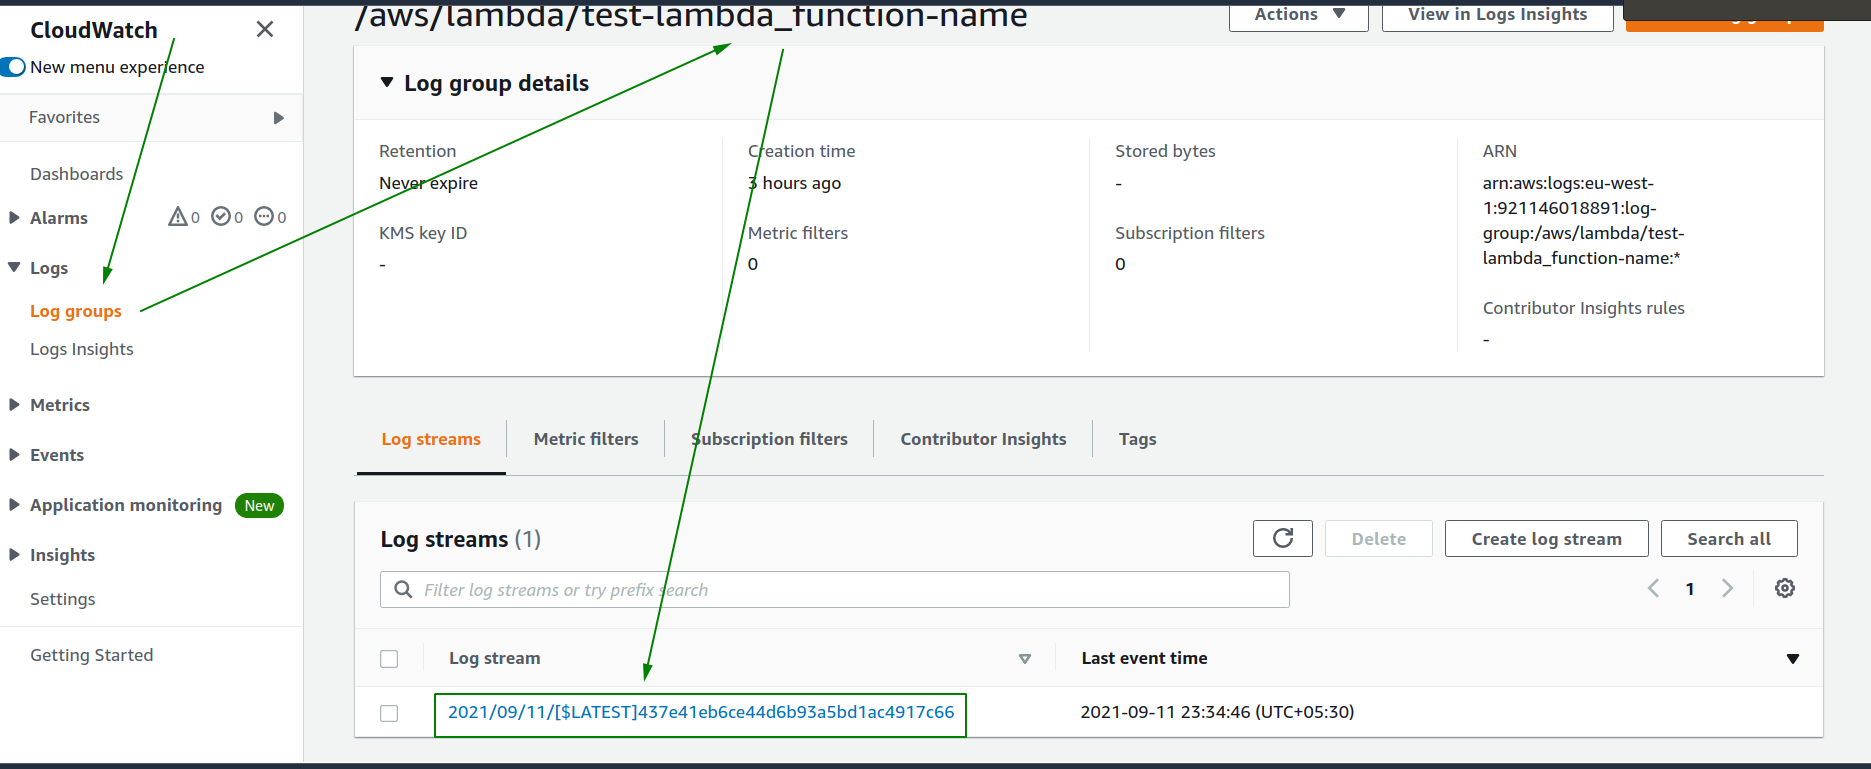 CloudWatch
New menu experience
Favorites
Dashboards
Alarms 0 0 0
Logs
Log groups
Logs Insights
Metrics
Events
Application monitoring New
Insights
Settings
Getting Started
/aws/lambda/test-lambda_function-name
Actions
View in Logs Insights
Log group details
Retention
Never expire
KMS key ID
-
Creation time
3 hours ago
Metric filters
0
Stored bytes
-
Subscription filters
0
ARN
arn:aws:logs:eu-west-
1:921146018891:log-
group:/aws/lambda/test-
lambda_function-name:*
Contributor Insights rules
-
Log streams
Metric filters
Subscription filters
Contributor Insights
Tags
Log streams (1)
Delete
Create log stream
Search all
Filter log streams or try prefix search
1
Log stream
Last event time
2021/09/11/[$LATEST]437e41eb6ce44d6b93a5bd1ac4917c66
2021-09-11 23:34:46 (UTC+05:30)